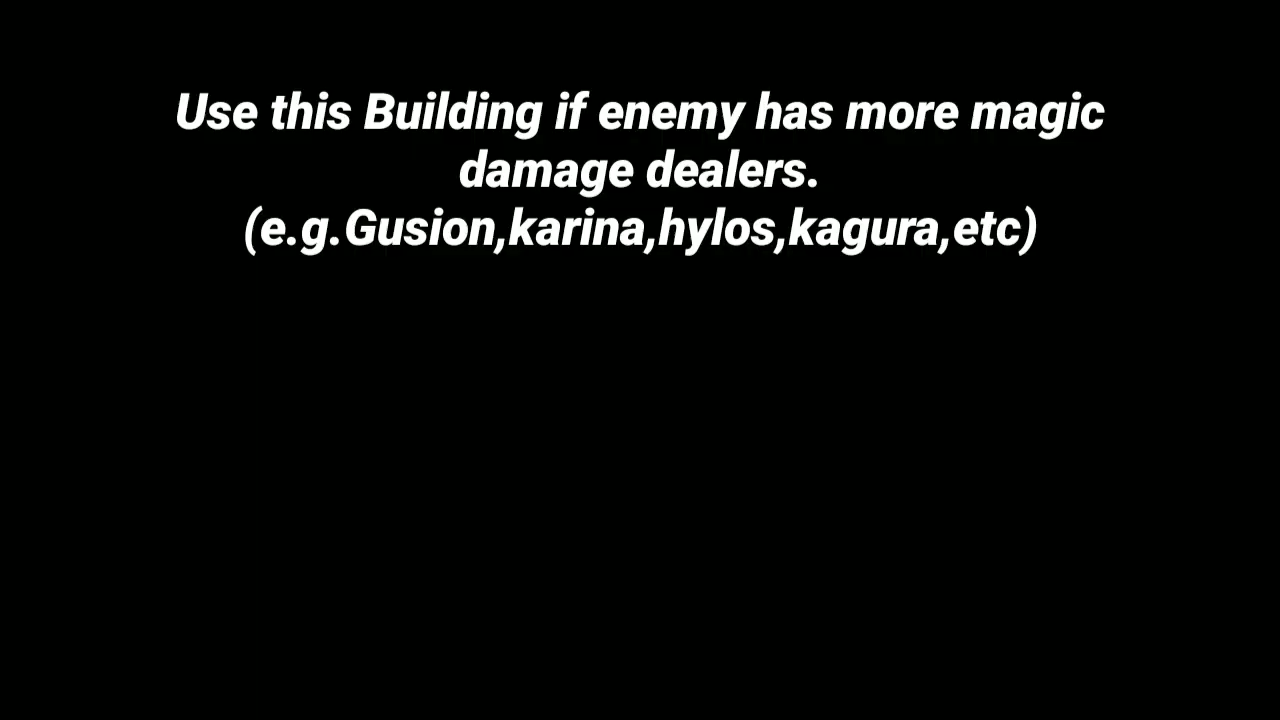 Use this Building if enemy has more magic
damage dealers.
(e.g.Gusion,karina,hylos,kagura,etc)